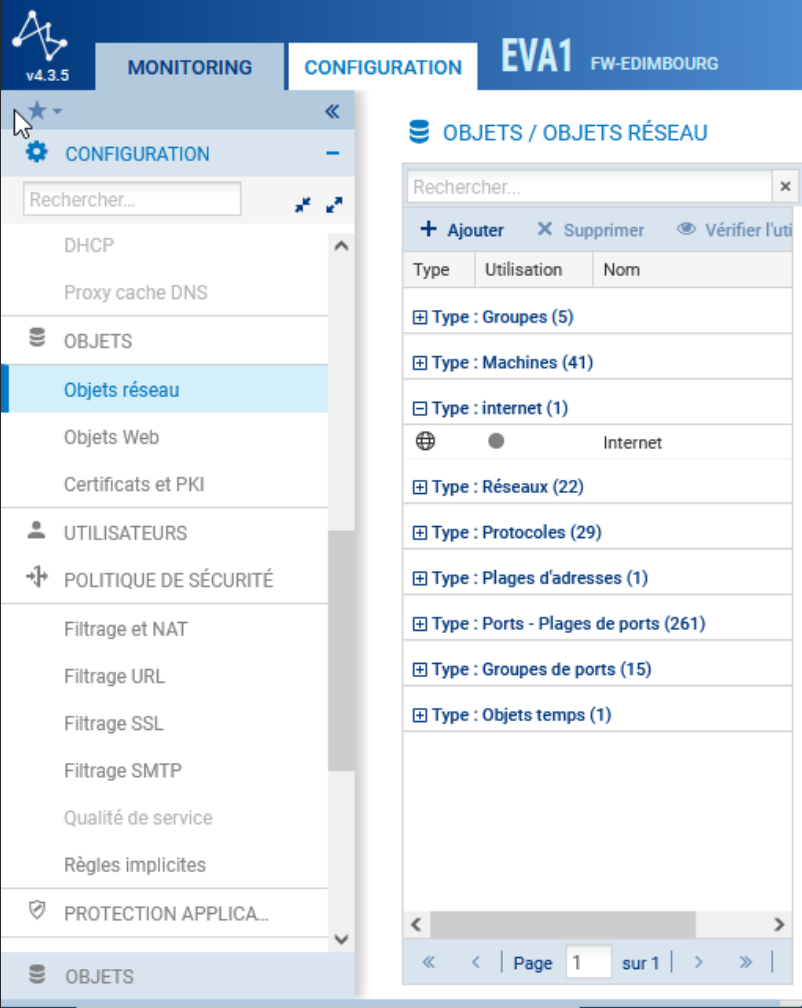 v4.3.5
MONITORING
CONFIGURATION
EVA1
FW-EDIMBOURG
CONFIGURATION
Rechercher...
DHCP
Proxy cache DNS
OBJETS
Objets réseau
Objets Web
Certificats et PKI
UTILISATEURS
POLITIQUE DE SÉCURITÉ
Filtrage et NAT
Filtrage URL
Filtrage SSL
Filtrage SMTP
Qualité de service
Règles implicites
PROTECTION APPLICA...
OBJETS
OBJETS / OBJETS RÉSEAU
Rechercher...
Ajouter Supprimer Vérifier l'uti
Type Utilisation Nom
Type : Groupes (5)
Type : Machines (41)
Type : internet (1)
Internet
Type : Réseaux (22)
Type : Protocoles (29)
Type : Plages d'adresses (1)
Type : Ports - Plages de ports (261)
Type : Groupes de ports (15)
Type : Objets temps (1)
Page 1 sur 1